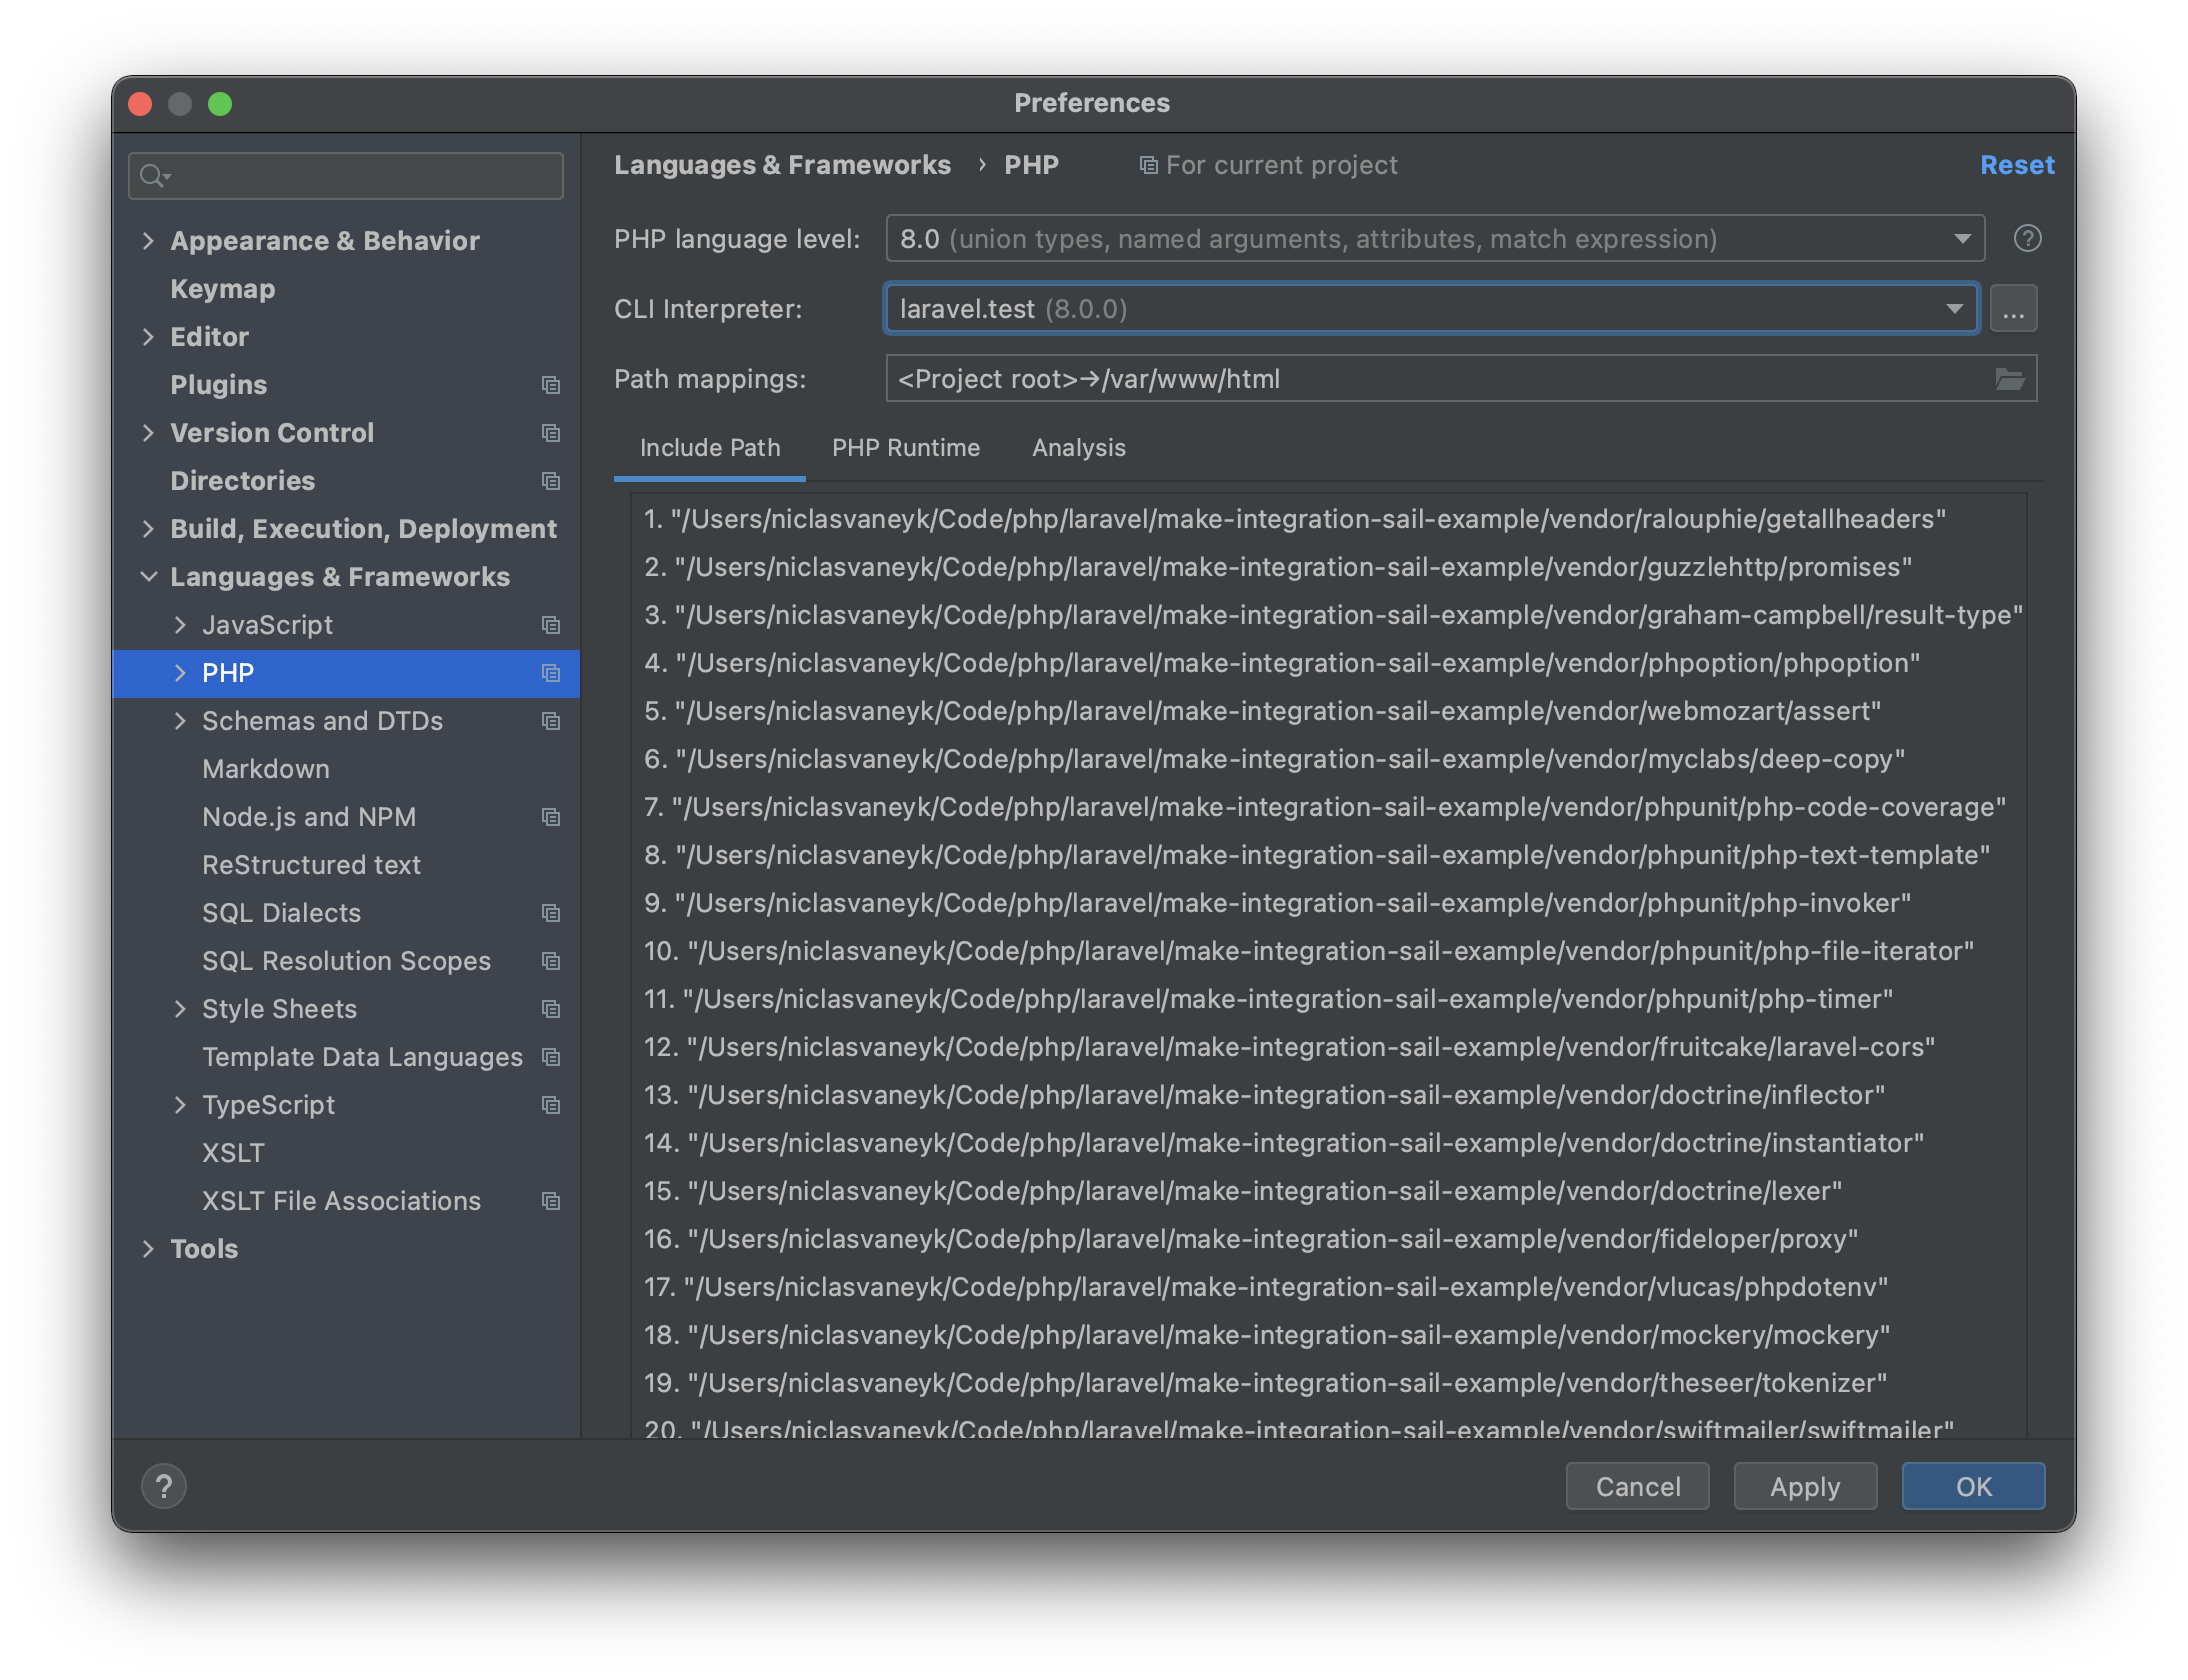 Preferences
Appearance & Behavior
Keymap
Editor
Plugins
Version Control
Directories
Build, Execution, Deployment
Languages & Frameworks
JavaScript
PHP
Schemas and DTDs
Markdown
Node.js and NPM
ReStructured text
SQL Dialects
SQL Resolution Scopes
Style Sheets
Template Data Languages
TypeScript
XSLT
XSLT File Associations
Tools
Languages & Frameworks › PHP For current project Reset
PHP language level: 8.0 (union types, named arguments, attributes, match expression) ?
CLI Interpreter: laravel.test (8.0.0) ...
Path mappings: <Project root>→/var/www/html
Include Path PHP Runtime Analysis
1. "/Users/niclasvaneyk/Code/php/laravel/make-integration-sail-example/vendor/ralouphie/getallheaders"
2. "/Users/niclasvaneyk/Code/php/laravel/make-integration-sail-example/vendor/guzzlehttp/promises"
3. "/Users/niclasvaneyk/Code/php/laravel/make-integration-sail-example/vendor/graham-campbell/result-type"
4. "/Users/niclasvaneyk/Code/php/laravel/make-integration-sail-example/vendor/phpoption/phpoption"
5. "/Users/niclasvaneyk/Code/php/laravel/make-integration-sail-example/vendor/webmozart/assert"
6. "/Users/niclasvaneyk/Code/php/laravel/make-integration-sail-example/vendor/myclabs/deep-copy"
7. "/Users/niclasvaneyk/Code/php/laravel/make-integration-sail-example/vendor/phpunit/php-code-coverage"
8. "/Users/niclasvaneyk/Code/php/laravel/make-integration-sail-example/vendor/phpunit/php-text-template"
9. "/Users/niclasvaneyk/Code/php/laravel/make-integration-sail-example/vendor/phpunit/php-invoker"
10. "/Users/niclasvaneyk/Code/php/laravel/make-integration-sail-example/vendor/phpunit/php-file-iterator"
11. "/Users/niclasvaneyk/Code/php/laravel/make-integration-sail-example/vendor/phpunit/php-timer"
12. "/Users/niclasvaneyk/Code/php/laravel/make-integration-sail-example/vendor/fruitcake/laravel-cors"
13. "/Users/niclasvaneyk/Code/php/laravel/make-integration-sail-example/vendor/doctrine/inflector"
14. "/Users/niclasvaneyk/Code/php/laravel/make-integration-sail-example/vendor/doctrine/instantiator"
15. "/Users/niclasvaneyk/Code/php/laravel/make-integration-sail-example/vendor/doctrine/lexer"
16. "/Users/niclasvaneyk/Code/php/laravel/make-integration-sail-example/vendor/fideloper/proxy"
17. "/Users/niclasvaneyk/Code/php/laravel/make-integration-sail-example/vendor/vlucas/phpdotenv"
18. "/Users/niclasvaneyk/Code/php/laravel/make-integration-sail-example/vendor/mockery/mockery"
19. "/Users/niclasvaneyk/Code/php/laravel/make-integration-sail-example/vendor/theseer/tokenizer"
20. "/Users/niclasvaneyk/Code/php/laravel/make-integration-sail-example/vendor/swiftmailer/swiftmailer"
? Cancel Apply OK